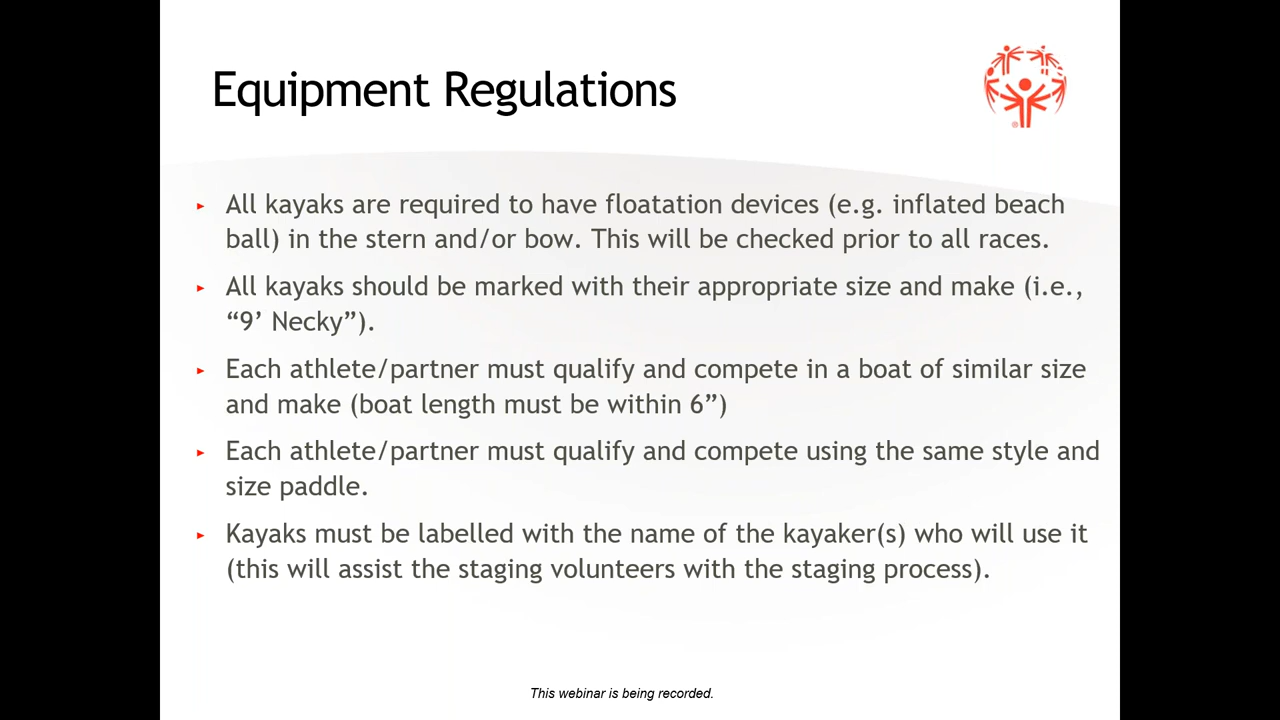 Equipment Regulations
All kayaks are required to have floatation devices (e.g. inflated beach
ball) in the stern and/or bow. This will be checked prior to all races.
All kayaks should be marked with their appropriate size and make (i.e.,
“9’ Necky”).
Each athlete/partner must qualify and compete in a boat of similar size
and make (boat length must be within 6”)
Each athlete/partner must qualify and compete using the same style and
size paddle.
Kayaks must be labelled with the name of the kayaker(s) who will use it
(this will assist the staging volunteers with the staging process).
This webinar is being recorded.